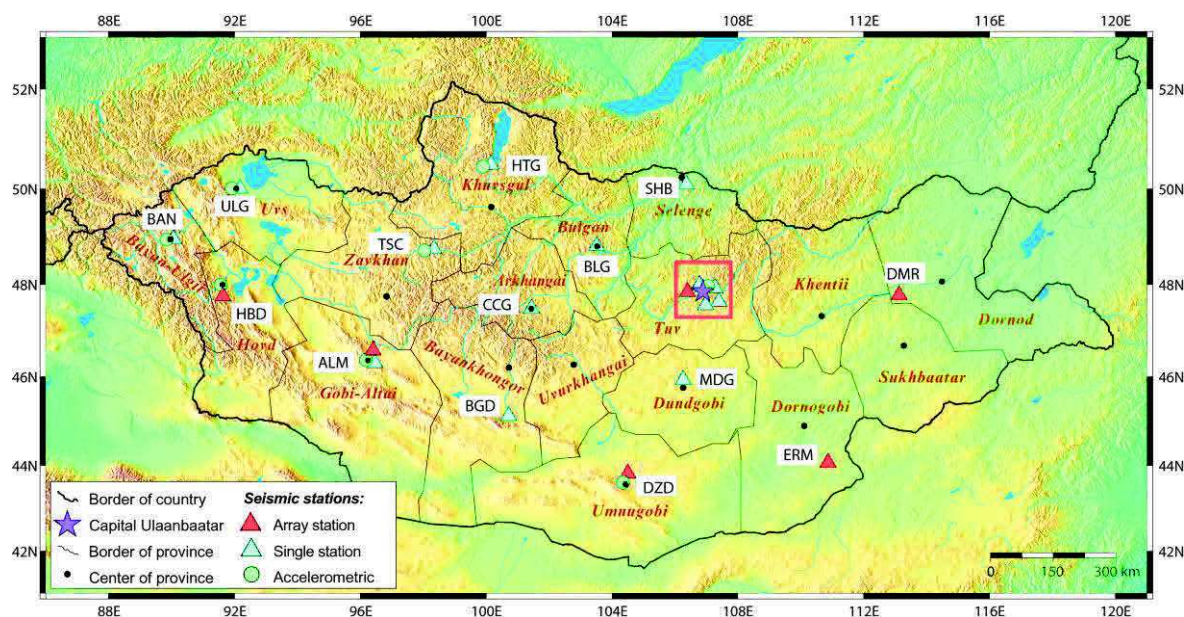 88E 92E 96E 100E 104E 108E 112E 116E 120E
52N 52N
HTG
Khuvsgul
50N SHB 50N
ULG Uvs Selenge
BAN Bulgan
Bayan-Ulgii TSC Zavkhan BLG
Arkhangai
48N Khentii DMR 48N
HBD CCG
Hovd Tuv Dornod
ALM Bayankhongor Uvurkhangai MDG Sukhbaatar
46N Gobi-Altai Dundgobi 46N
BGD Dornogobi
44N ERM 44N
DZD
Umnugobi
42N 42N
Border of country
Capital Ulaanbaatar
Border of province
Center of province
Seismic stations:
Array station
Single station
Accelerometric
0 150 300 km
88E 92E 96E 100E 104E 108E 112E 116E 120E